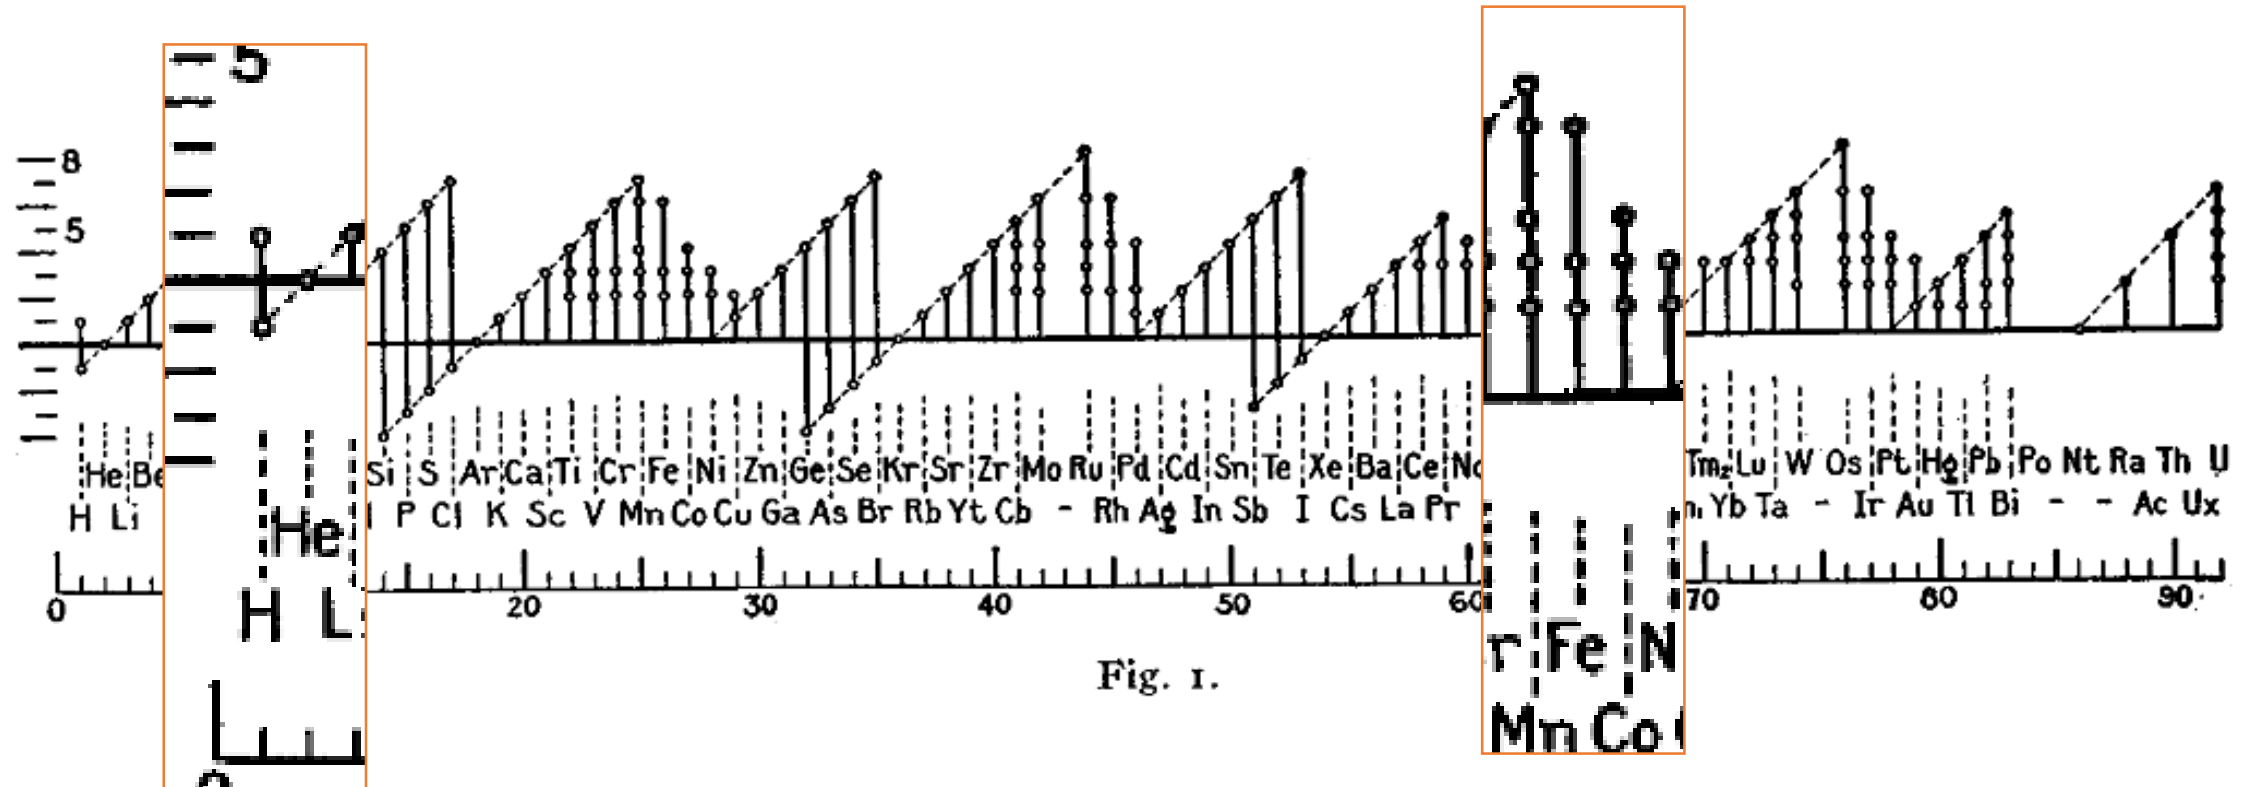 5
8
5
He Be Si S Ar Ca Ti Cr Fe Ni Zn Ge Se Kr Sr Zr Mo Ru Pd Cd Sn Te Xe Ba Ce Tm₂ Lu W Os Pt Hg Pb Po Nt Ra Th U
H Li P Cl K Sc V Mn Co Cu Ga As Br Rb Yt Cb - Rh Ag In Sb I Cs La Pr Yb Ta - Ir Au Tl Bi - - Ac Ux
He
H L
0 20 30 40 50 60 70 80 90
r Fe N
Mn Co
Fig. 1.